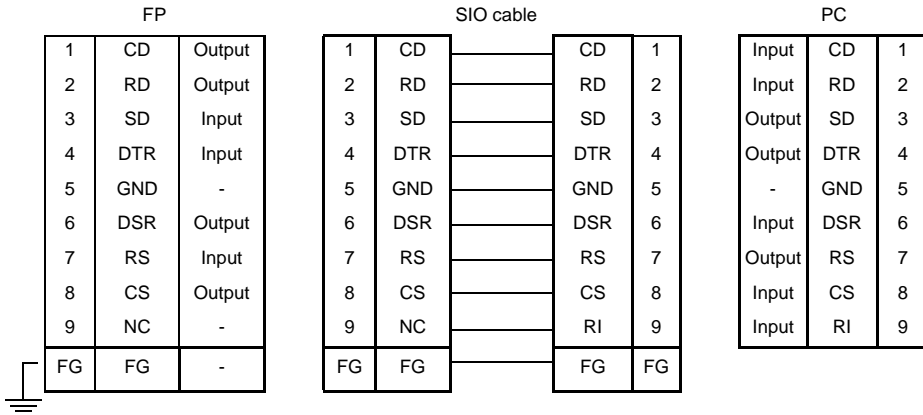 FP SIO cable PC
1 CD Output 1 CD CD 1 Input CD 1
2 RD Output 2 RD RD 2 Input RD 2
3 SD Input 3 SD SD 3 Output SD 3
4 DTR Input 4 DTR DTR 4 Output DTR 4
5 GND - 5 GND GND 5 - GND 5
6 DSR Output 6 DSR DSR 6 Input DSR 6
7 RS Input 7 RS RS 7 Output RS 7
8 CS Output 8 CS CS 8 Input CS 8
9 NC - 9 NC RI 9 Input RI 9
FG FG - FG FG FG FG